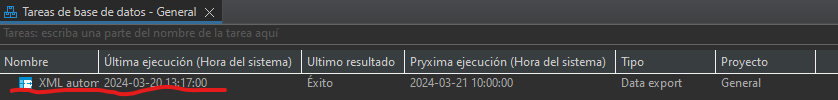 Tareas de base de datos - General
Tareas: escriba una parte del nombre de la tarea aquí
Nombre Última ejecución (Hora del sistema) Ultimo resultado Pryxima ejecución (Hora del sistema) Tipo Proyecto
XML autom 2024-03-20 13:17:00 Éxito 2024-03-21 10:00:00 Data export General